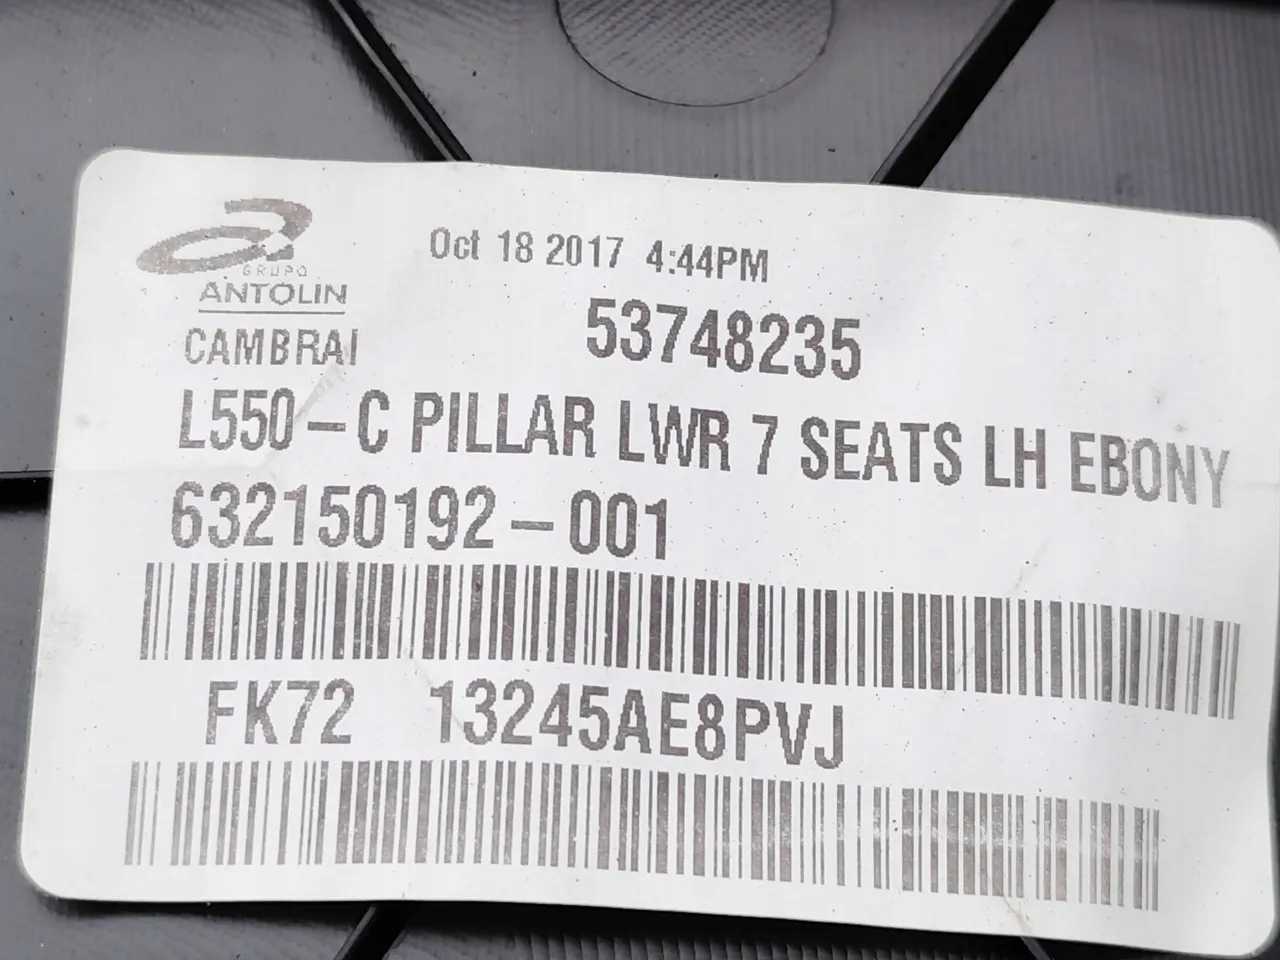 Oct 18 2017 4:44PM
GRUPO
ANTOLIN
CAMBRAI
53748235
L550-C PILLAR LWR 7 SEATS LH EBONY
632150192-001
FK72 13245AE8PVJ